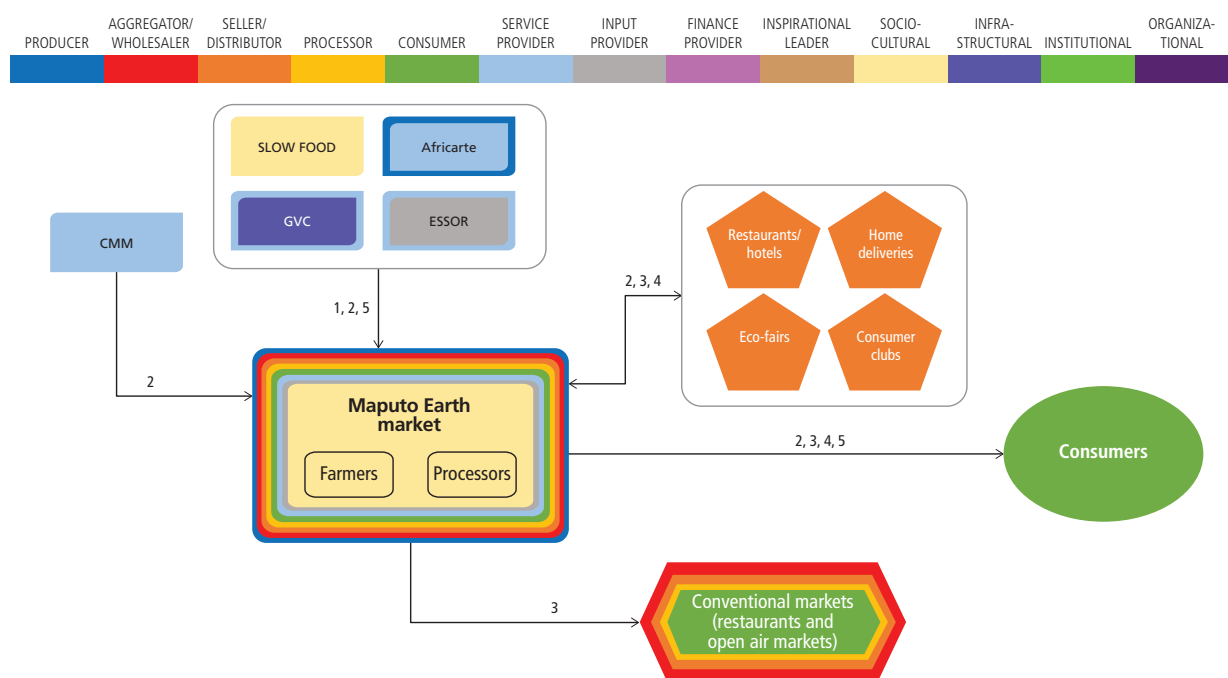 PRODUCER
AGGREGATOR/
WHOLESALER
SELLER/
DISTRIBUTOR
PROCESSOR
CONSUMER
SERVICE
PROVIDER
INPUT
PROVIDER
FINANCE
PROVIDER
INSPIRATIONAL
LEADER
SOCIO-
CULTURAL
INFRA-
STRUCTURAL
INSTITUTIONAL
ORGANIZA-
TIONAL
SLOW FOOD
Africarte
GVC
ESSOR
CMM
1, 2, 5
2
2, 3, 4
Restaurants/
hotels
Home
deliveries
Eco-fairs
Consumer
clubs
Maputo Earth
market
Farmers
Processors
2, 3, 4, 5
Consumers
3
Conventional markets
(restaurants and
open air markets)